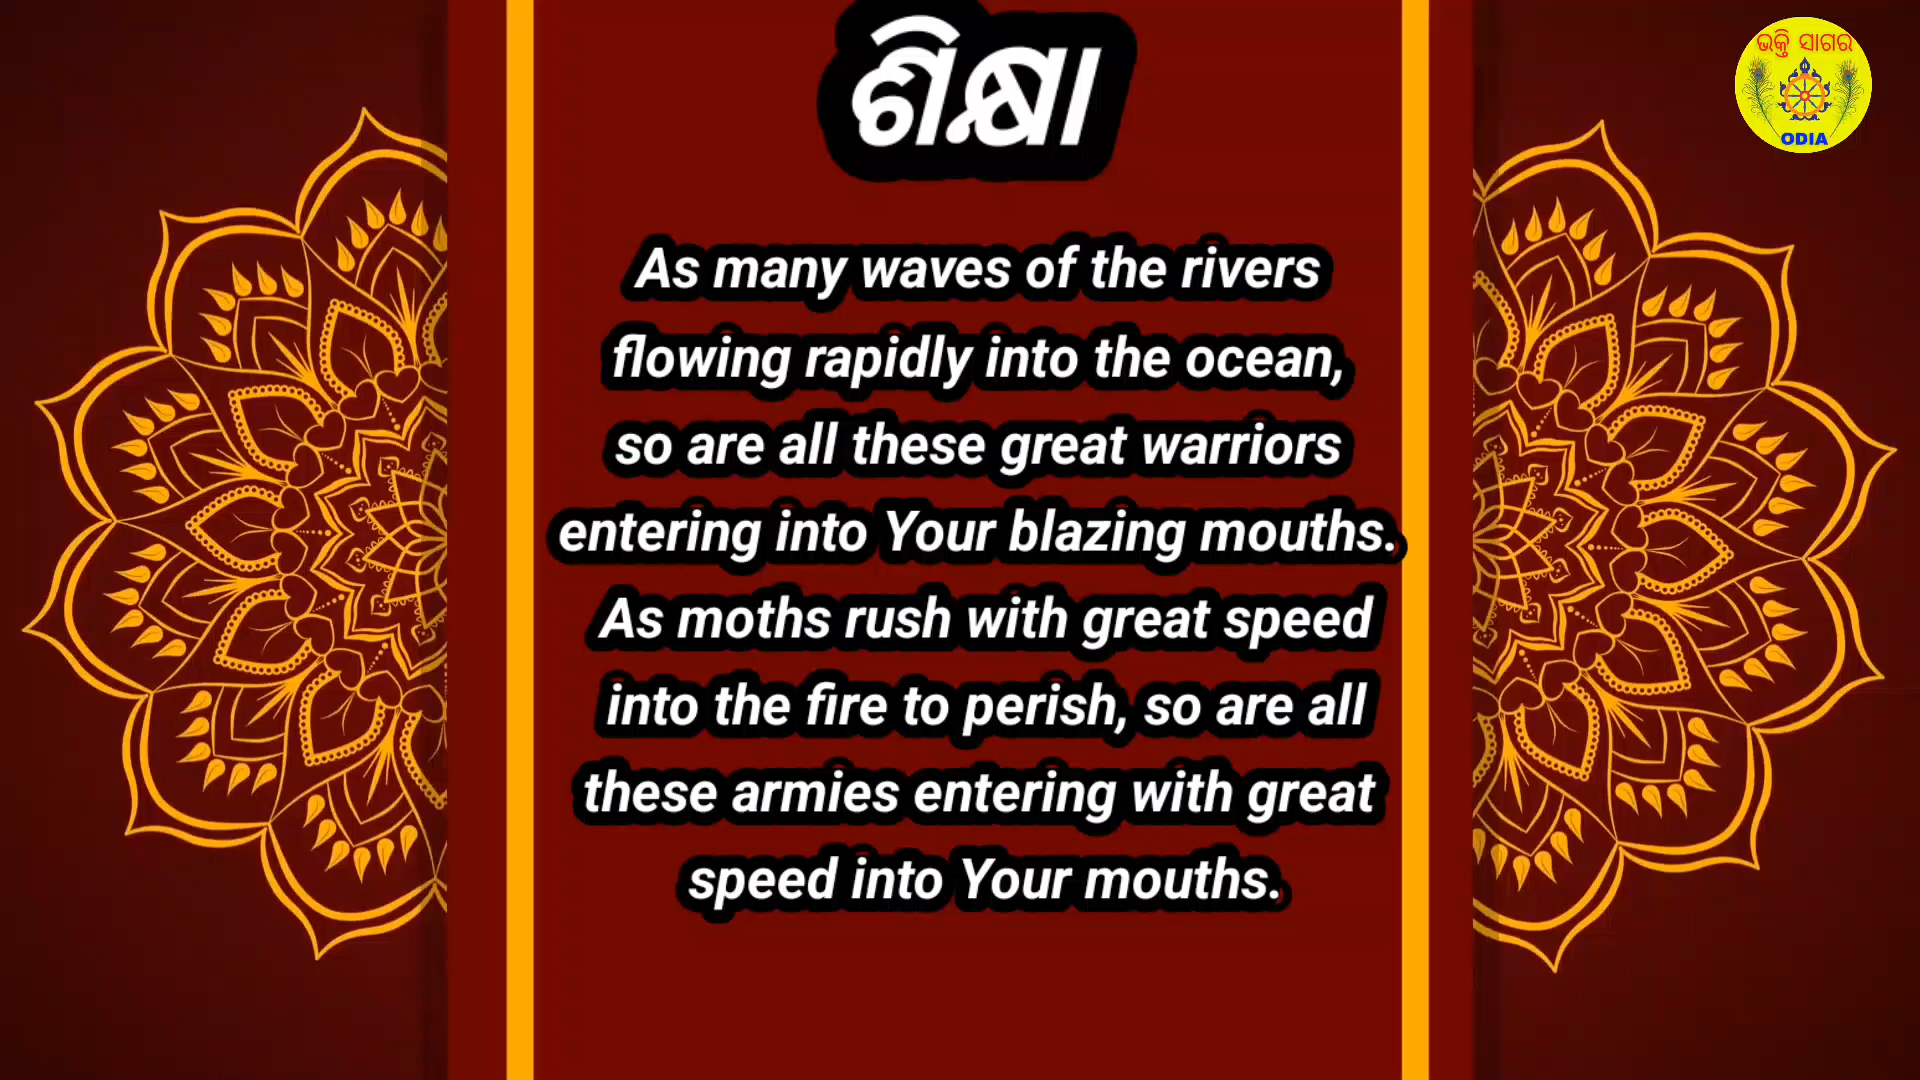 ଶିକ୍ଷା
ଭକ୍ତି ସାଗର
ODIA
As many waves of the rivers
flowing rapidly into the ocean,
so are all these great warriors
entering into Your blazing mouths.
As moths rush with great speed
into the fire to perish, so are all
these armies entering with great
speed into Your mouths.